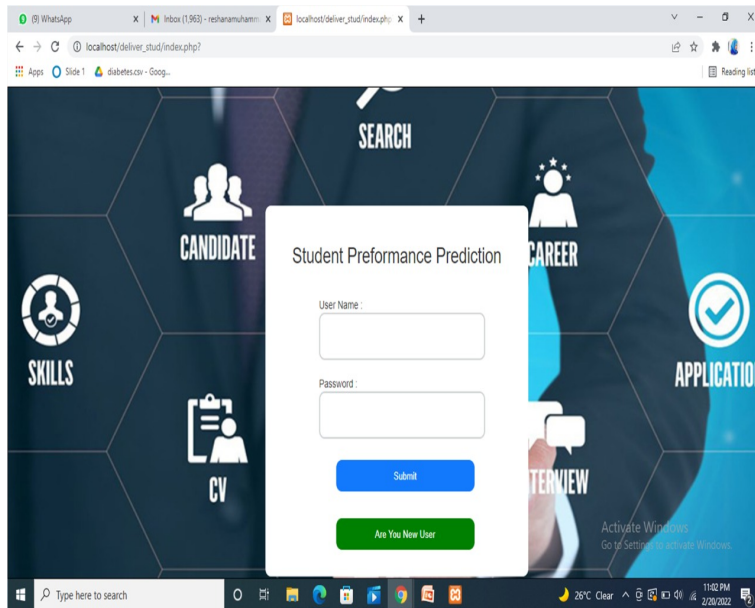 (9) WhatsApp
Inbox (1,963) - reshanamuhamm
localhost/deliver_stud/index.php
localhost/deliver_stud/index.php?
Apps
Slide 1
diabetes.csv - Goog...
Reading list
SEARCH
CANDIDATE
CAREER
Student Preformance Prediction
User Name :
SKILLS
Password :
APPLICATIO
CV
TERVIEW
Submit
Are You New User
Activate Windows
Go to Settings to activate Windows.
Type here to search
26°C Clear
11:02 PM
2/20/2022